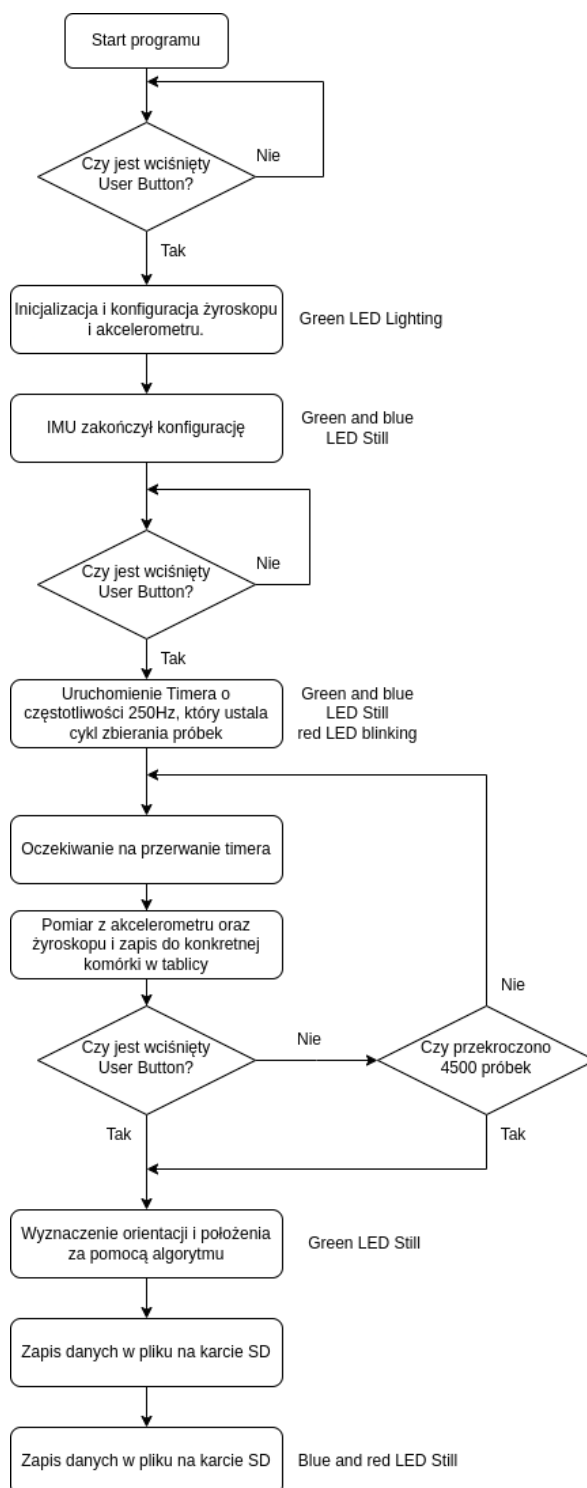 Start programu
Czy jest wciśnięty
User Button?
Nie
Tak
Inicjalizacja i konfiguracja żyroskopu
i akcelerometru.
Green LED Lighting
IMU zakończył konfigurację
Green and blue
LED Still
Czy jest wciśnięty
User Button?
Nie
Tak
Uruchomienie Timera o
częstotliwości 250Hz, który ustala
cykl zbierania próbek
Green and blue
LED Still
red LED blinking
Oczekiwanie na przerwanie timera
Pomiar z akcelerometru oraz
żyroskopu i zapis do konkretnej
komórki w tablicy
Czy jest wciśnięty
User Button?
Nie
Tak
Czy przekroczono
4500 próbek
Nie
Tak
Wyznaczenie orientacji i położenia
za pomocą algorytmu
Green LED Still
Zapis danych w pliku na karcie SD
Zapis danych w pliku na karcie SD
Blue and red LED Still